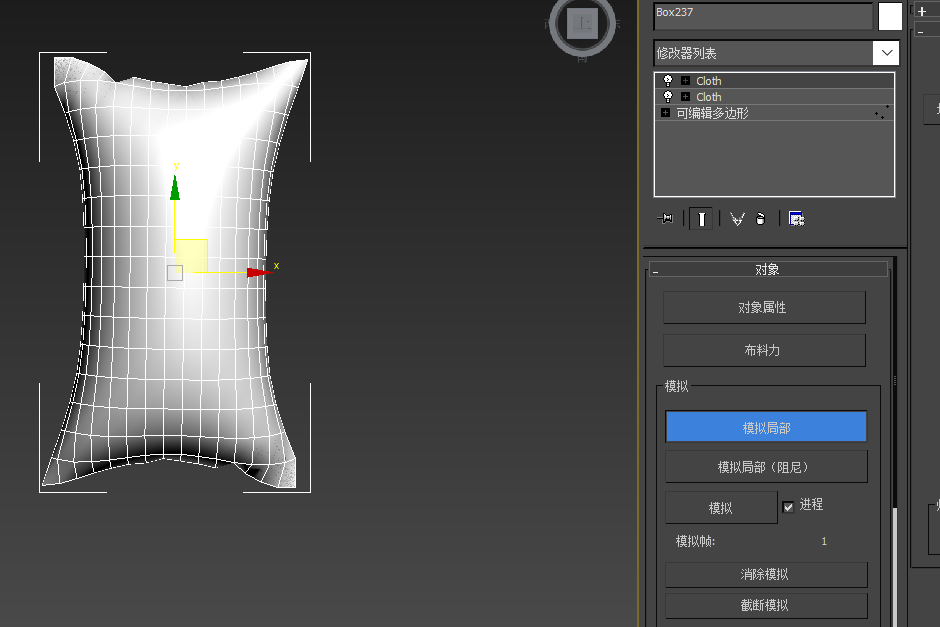 Box237
修改器列表
Cloth
Cloth
可编辑多边形
上
南
Y
x
对象
对象属性
布料力
模拟
模拟局部
模拟局部（阻尼）
模拟
进程
模拟帧:
1
消除模拟
截断模拟